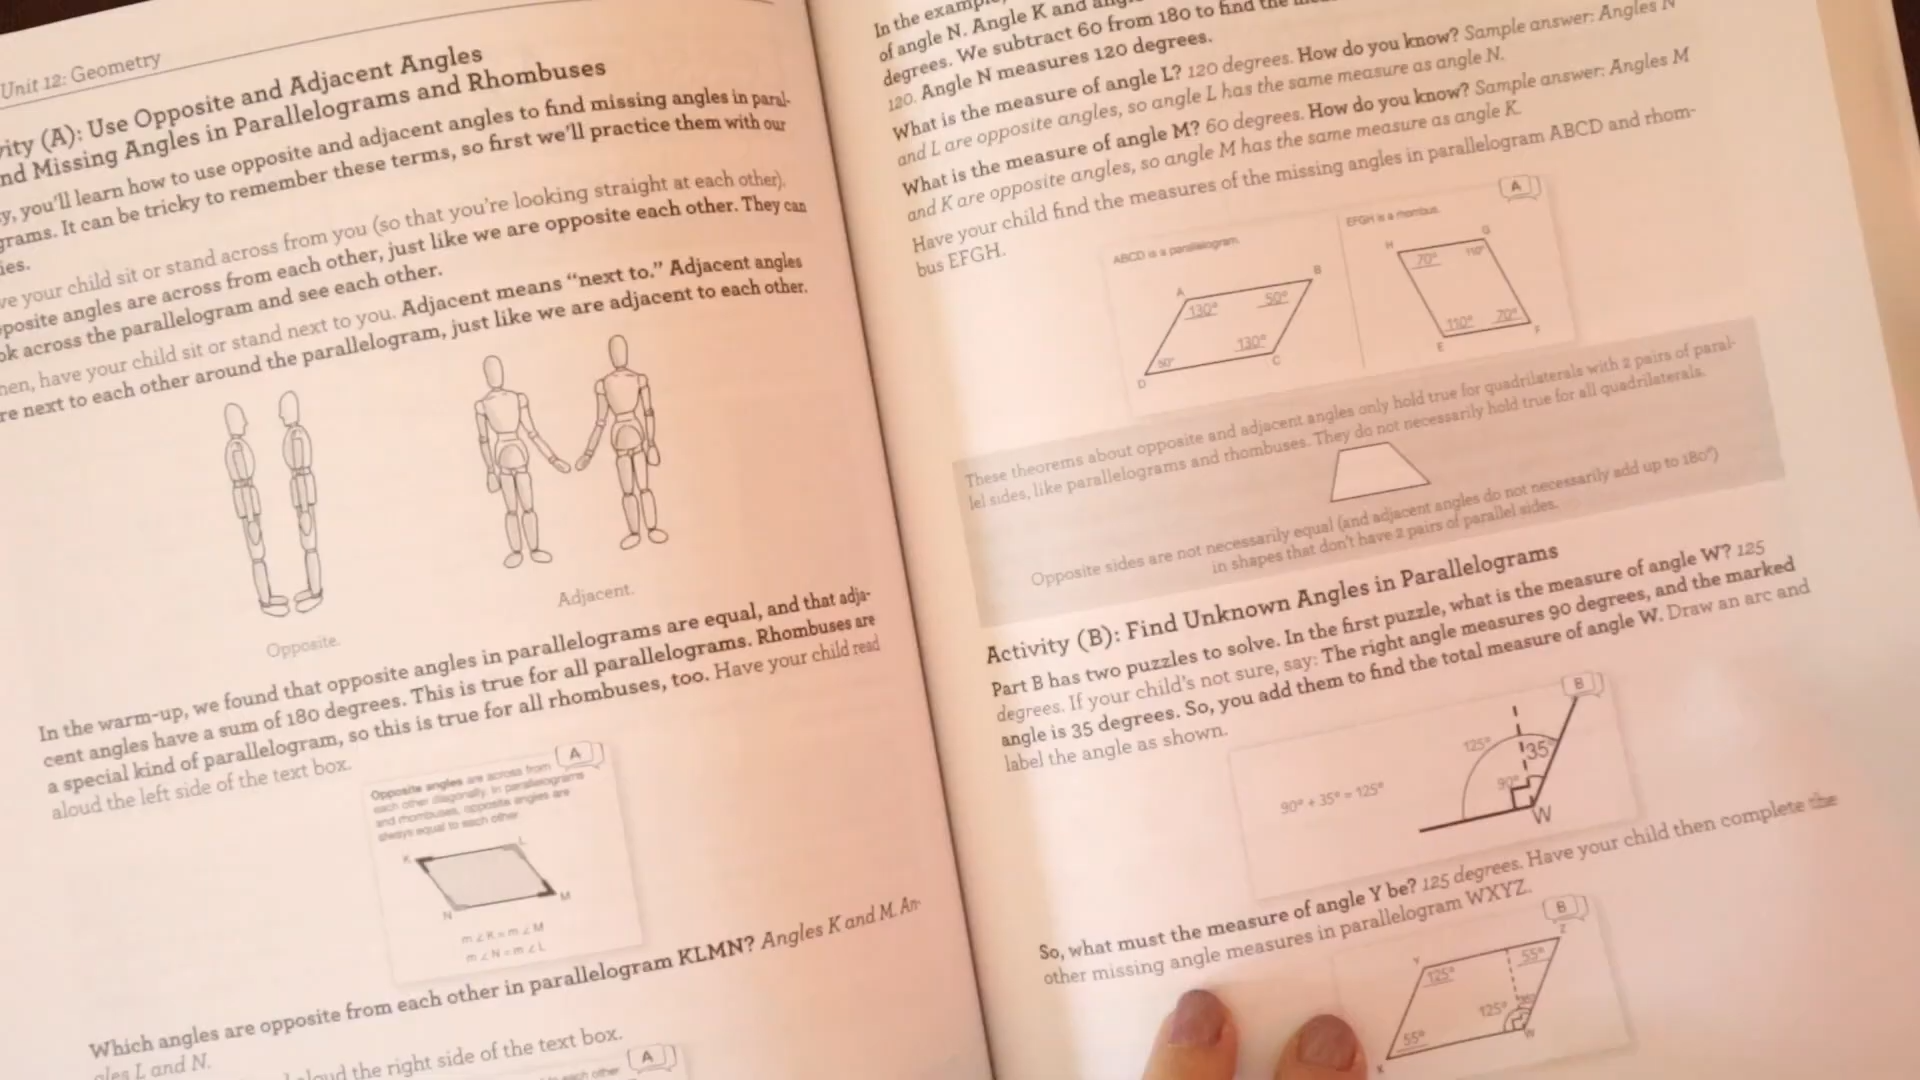 Unit 12: Geometry
(A): Use Opposite and Adjacent Angles
Missing Angles in Parallelograms and Rhombuses
you'll learn how to use opposite and adjacent angles to find missing angles in paral-
It can be tricky to remember these terms, so first we'll practice them with our
your child sit or stand across from you (so that you're looking straight at each other).
angles are across from each other, just like we are opposite each other. They can
across the parallelogram and see each other.
have your child sit or stand next to you. Adjacent means "next to." Adjacent angles
next to each other around the parallelogram, just like we are adjacent to each other.
Opposite.
Adjacent.
In the warm-up, we found that opposite angles in parallelograms are equal, and that adja-
cent angles have a sum of 180 degrees. This is true for all parallelograms. Rhombuses are
a special kind of parallelogram, so this is true for all rhombuses, too. Have your child read
aloud the left side of the text box.
A
Opposite angles are across from
each other diagonally. In parallelograms
and rhombuses, opposite angles are
always equal to each other
K
L
N
M
m∠K = m∠M
m∠N = m∠L
Which angles are opposite from each other in parallelogram KLMN? Angles K and M. An-
gles L and N.
the right side of the text box.
A
each other
In the
of angle N. Angle K and
degrees. We subtract 60 from 180 to find the
120. Angle N measures 120 degrees.
What is the measure of angle L? 120 degrees. How do you know? Sample answer: Angles N
and L are opposite angles, so angle L has the same measure as angle N.
What is the measure of angle M? 60 degrees. How do you know? Sample answer: Angles M
and K are opposite angles, so angle M has the same measure as angle K.
Have your child find the measures of the missing angles in parallelogram ABCD and rhom-
bus EFGH.
A
ABCD is a parallelogram.
A
B
130°
50°
130°
50°
C
D
EFGH is a rhombus.
H
G
70°
110°
110°
70°
E
F
These theorems about opposite and adjacent angles only hold true for quadrilaterals with 2 pairs of paral-
lel sides, like parallelograms and rhombuses. They do not necessarily hold true for all quadrilaterals.
Opposite sides are not necessarily equal (and adjacent angles do not necessarily add up to 180°)
in shapes that don't have 2 pairs of parallel sides.
Activity (B): Find Unknown Angles in Parallelograms
Part B has two puzzles to solve. In the first puzzle, what is the measure of angle W? 125
degrees. If your child's not sure, say: The right angle measures 90 degrees, and the marked
angle is 35 degrees. So, you add them to find the total measure of angle W. Draw an arc and
label the angle as shown.
B
90° + 35° = 125°
125°
35°
90°
W
So, what must the measure of angle Y be? 125 degrees. Have your child then complete the
other missing angle measures in parallelogram WXYZ.
B
Y
Z
125°
55°
125°
55°
W
X